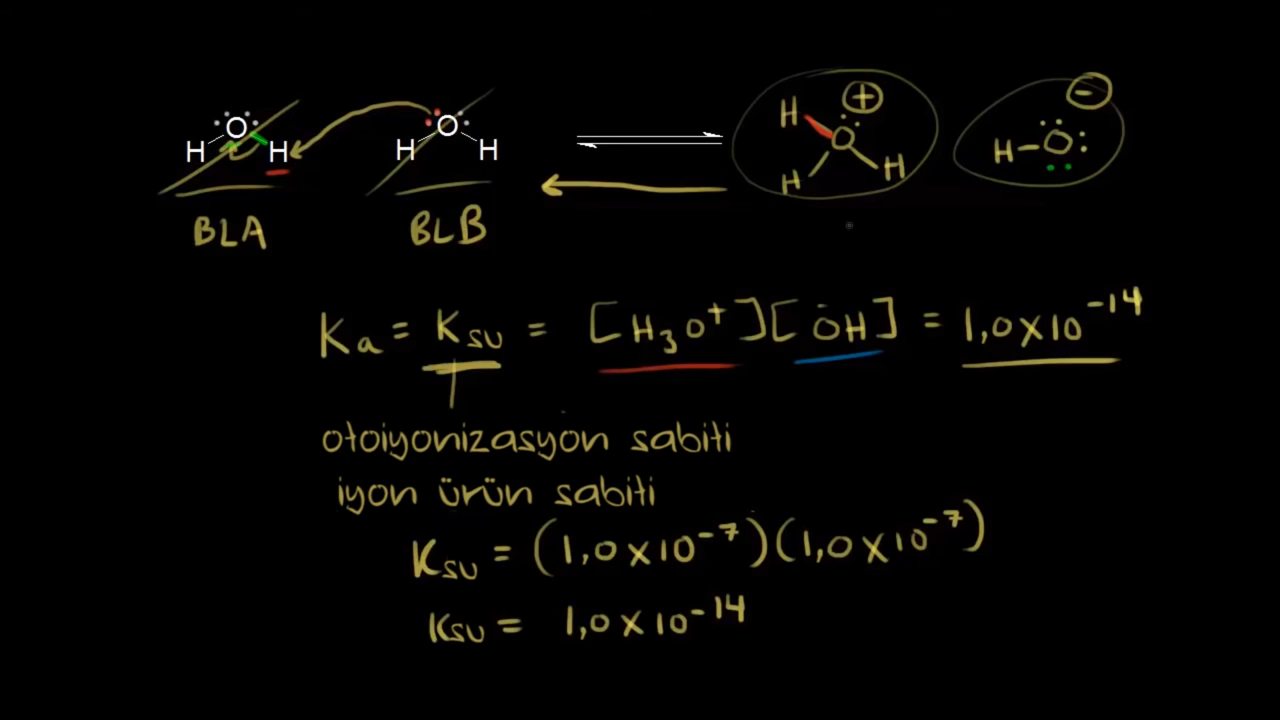 H O H H O H H O H H ⊕ H-O: ⊖
BLA BLB
Ka = Ksu = [H₃O⁺][ŌH] = 1,0x10⁻¹⁴
otoiyonizasyon sabiti
iyon ürün sabiti
Ksu = (1,0x10⁻⁷)(1,0x10⁻⁷)
Ksu = 1,0x10⁻¹⁴